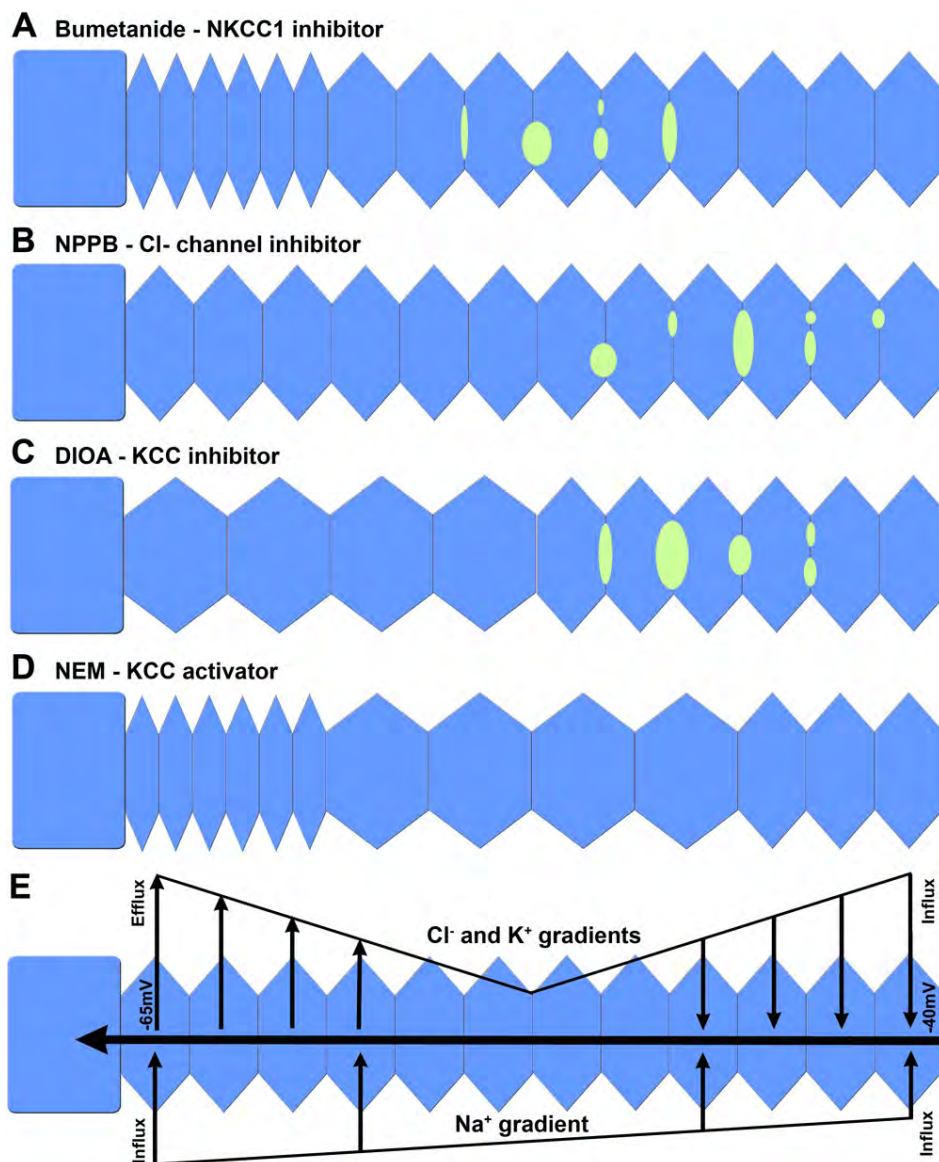 A Bumetanide - NKCC1 inhibitor
B NPPB - Cl- channel inhibitor
C DIOA - KCC inhibitor
D NEM - KCC activator
E
Efflux
Influx
Cl⁻ and K⁺ gradients
-65mV
-40mV
Na⁺ gradient
Influx
Influx